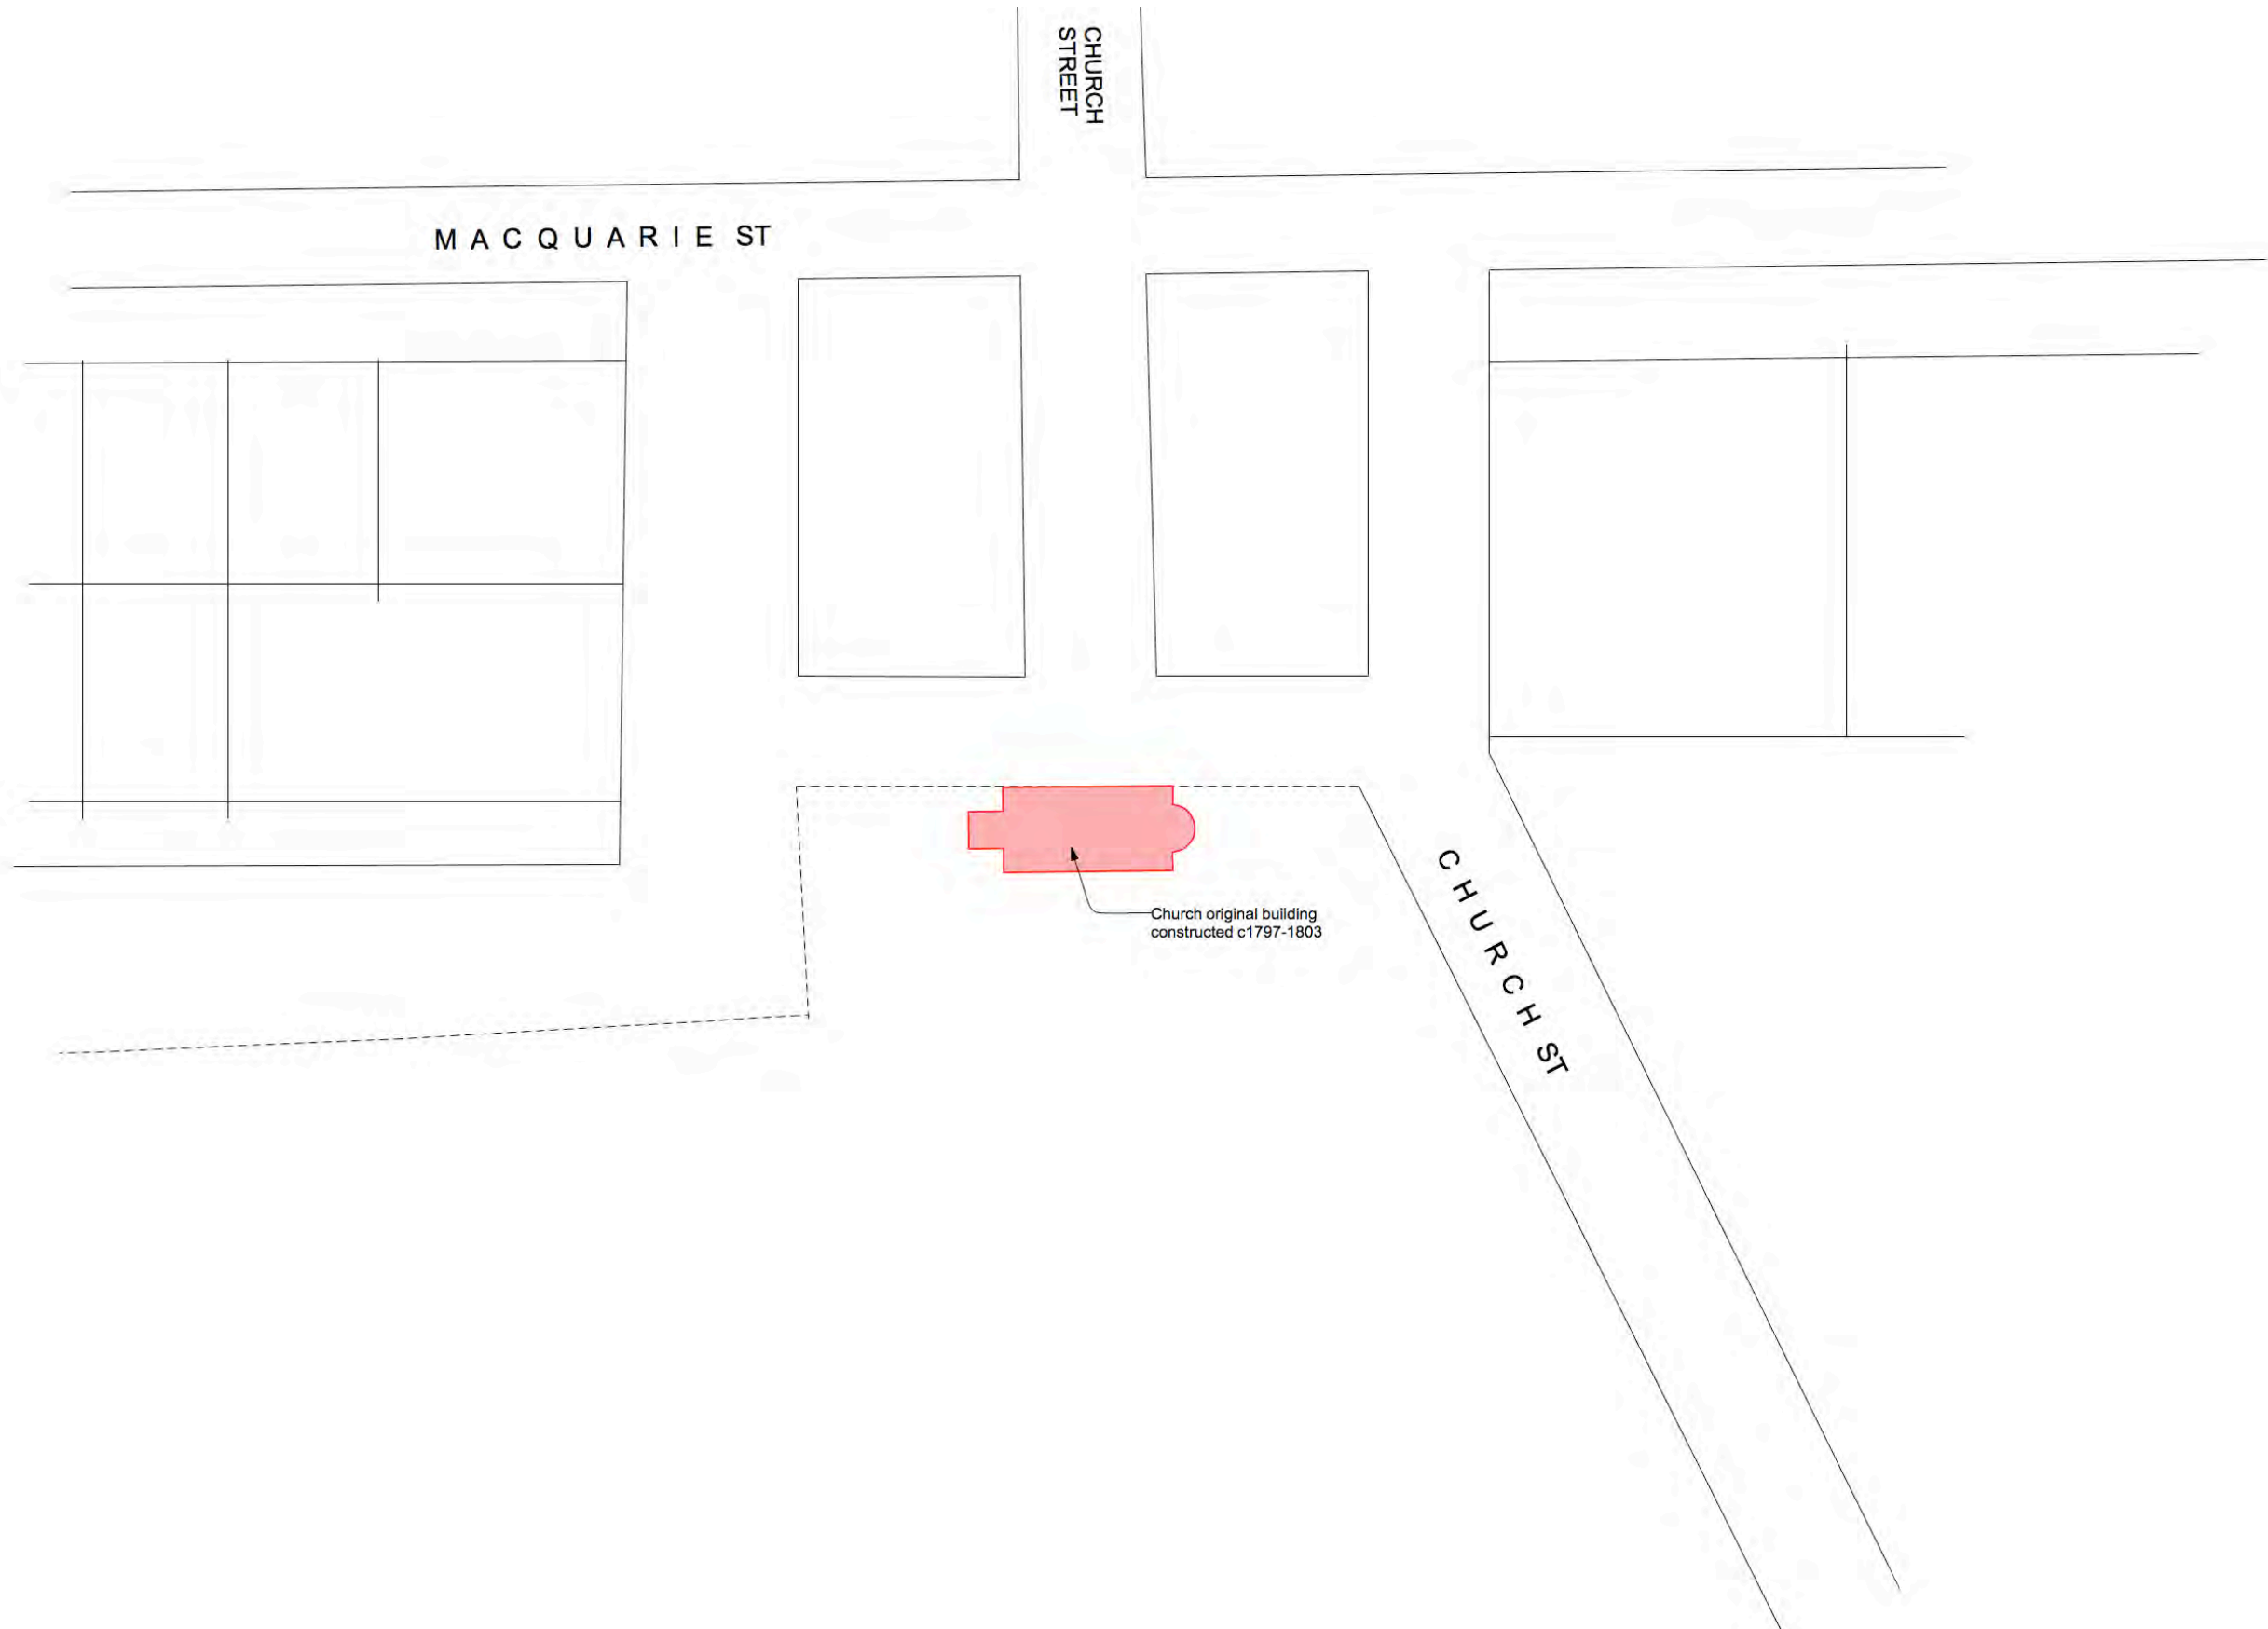 CHURCH
STREET
MACQUARIE ST
Church original building
constructed c1797-1803
CHURCH ST